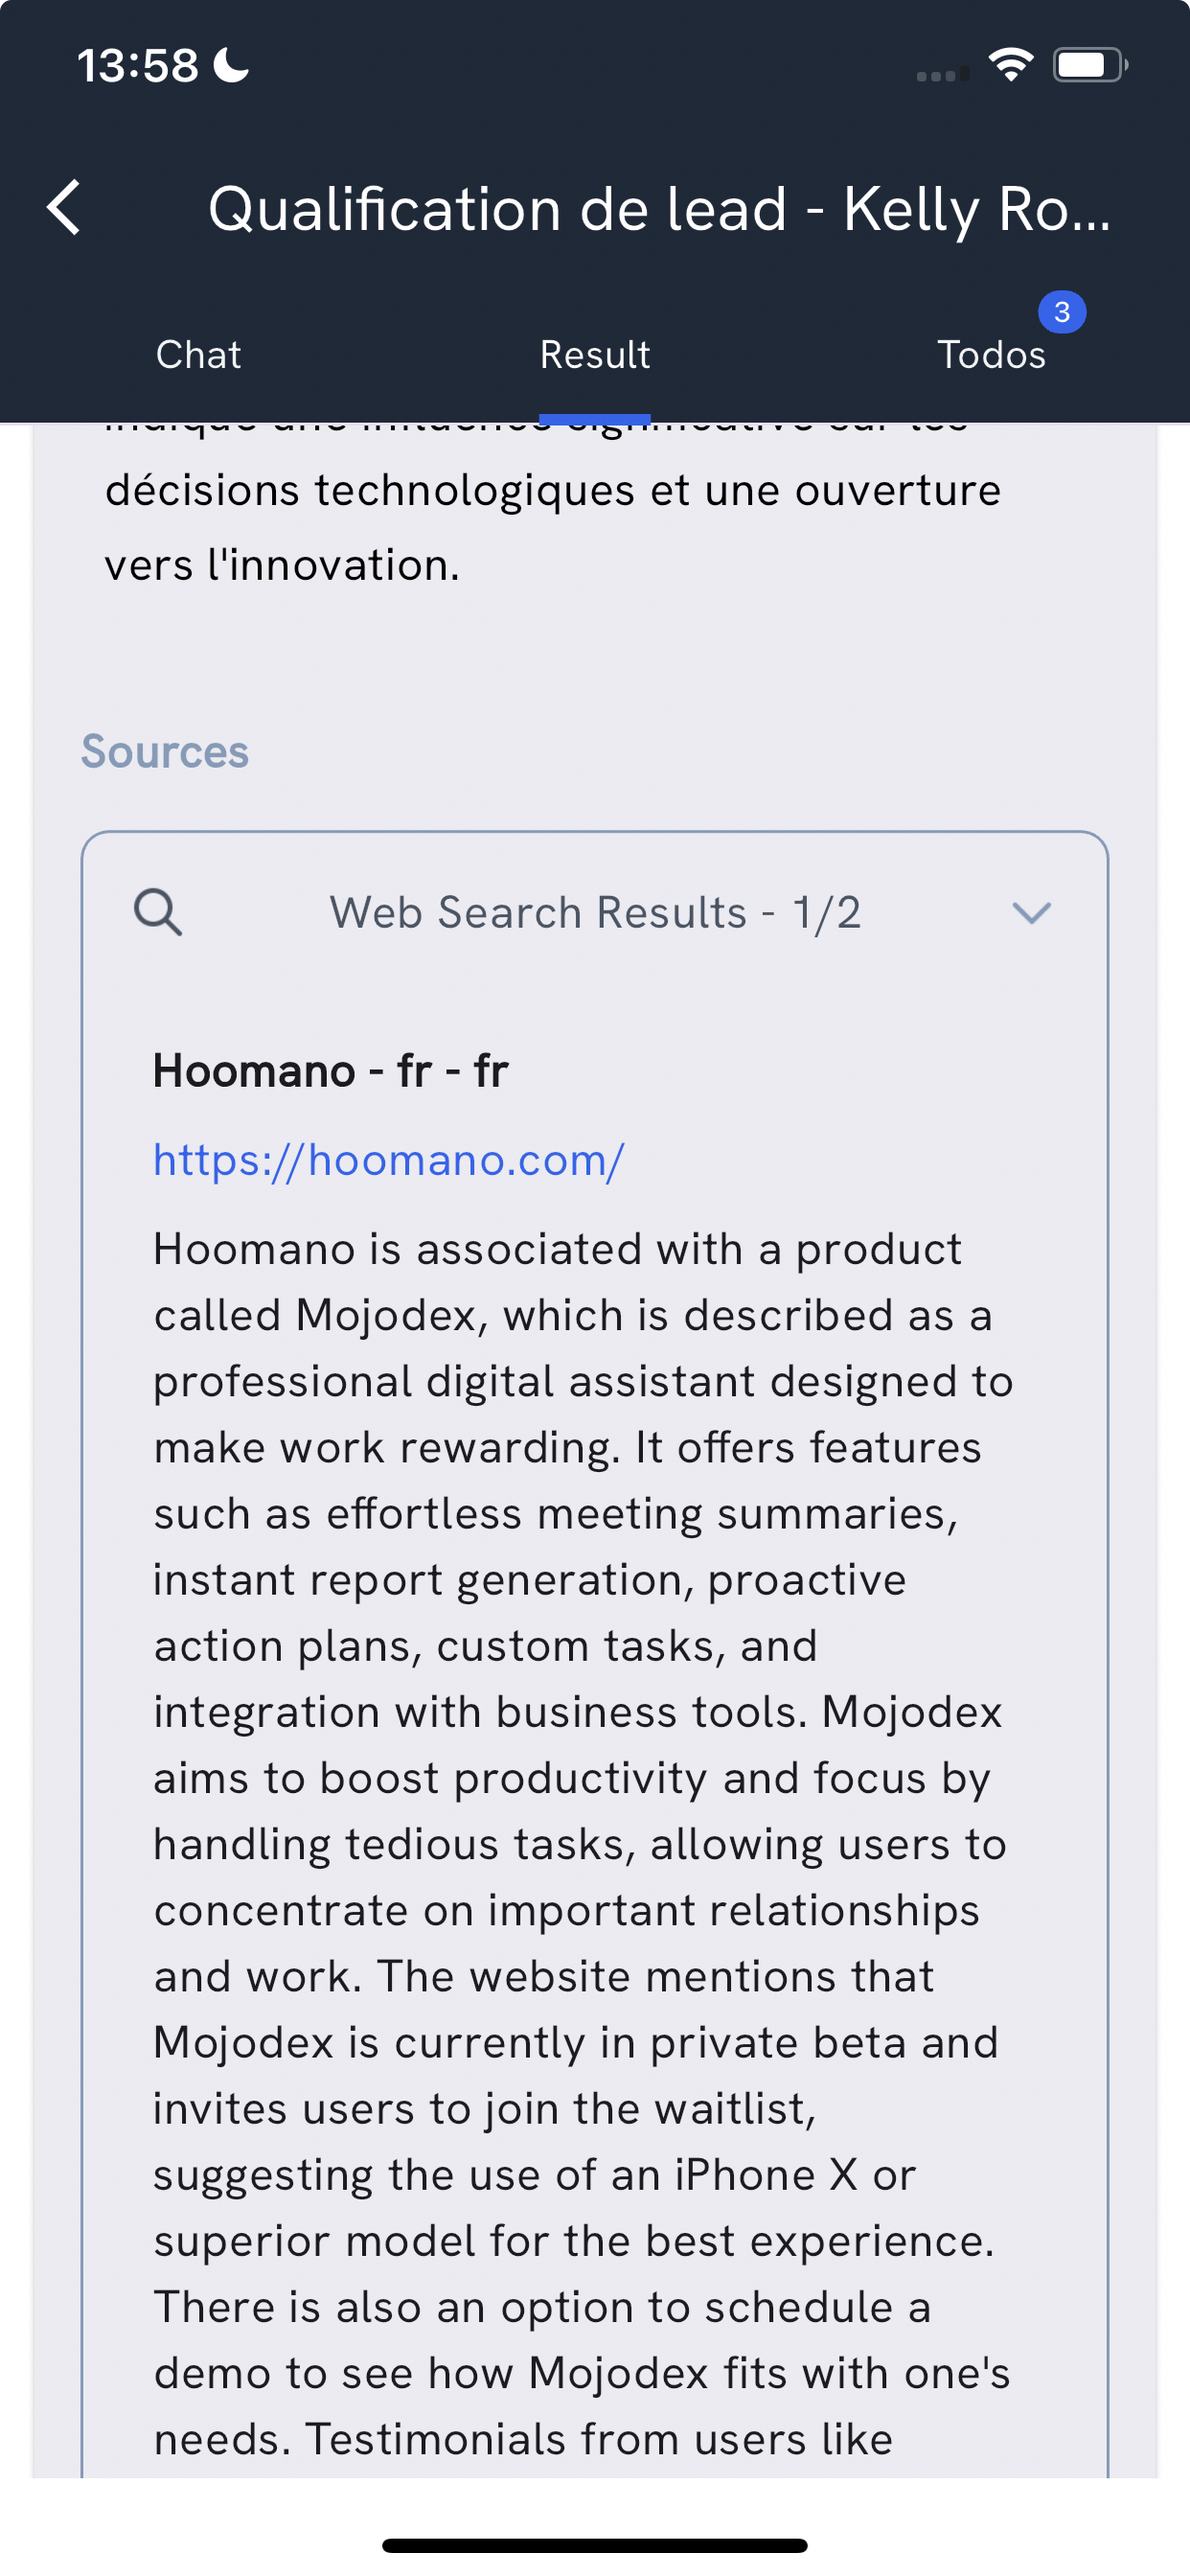 13:58
Qualification de lead - Kelly Ro...
3
Chat Result Todos
indique une influence significative sur les
décisions technologiques et une ouverture
vers l'innovation.
Sources
Web Search Results - 1/2
Hoomano - fr - fr
https://hoomano.com/
Hoomano is associated with a product
called Mojodex, which is described as a
professional digital assistant designed to
make work rewarding. It offers features
such as effortless meeting summaries,
instant report generation, proactive
action plans, custom tasks, and
integration with business tools. Mojodex
aims to boost productivity and focus by
handling tedious tasks, allowing users to
concentrate on important relationships
and work. The website mentions that
Mojodex is currently in private beta and
invites users to join the waitlist,
suggesting the use of an iPhone X or
superior model for the best experience.
There is also an option to schedule a
demo to see how Mojodex fits with one's
needs. Testimonials from users like